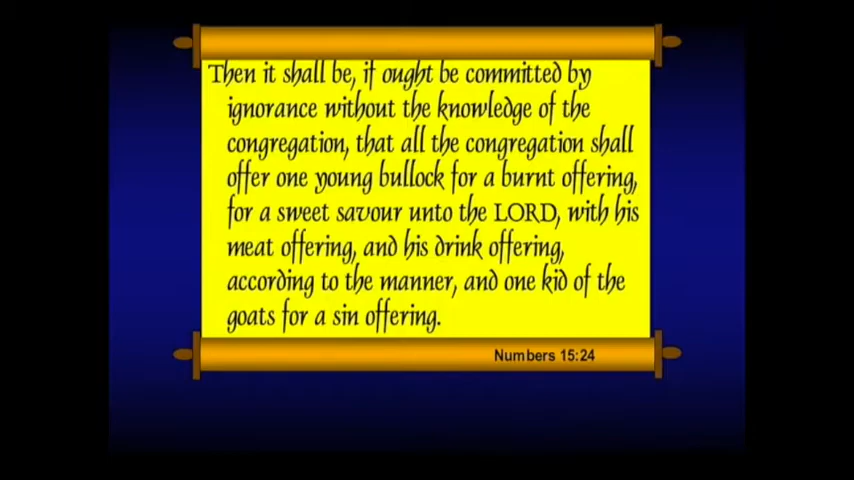 Then it shall be, if ought be committed by
ignorance without the knowledge of the
congregation, that all the congregation shall
offer one young bullock for a burnt offering,
for a sweet savour unto the LORD, with his
meat offering, and his drink offering,
according to the manner, and one kid of the
goats for a sin offering.
Numbers 15:24